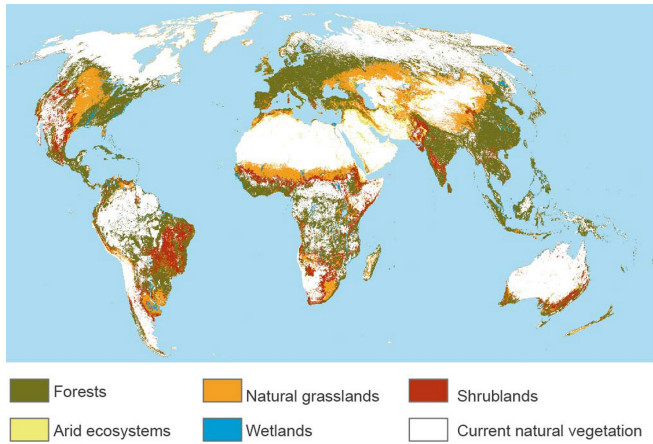 Forests
Natural grasslands
Shrublands
Arid ecosystems
Wetlands
Current natural vegetation